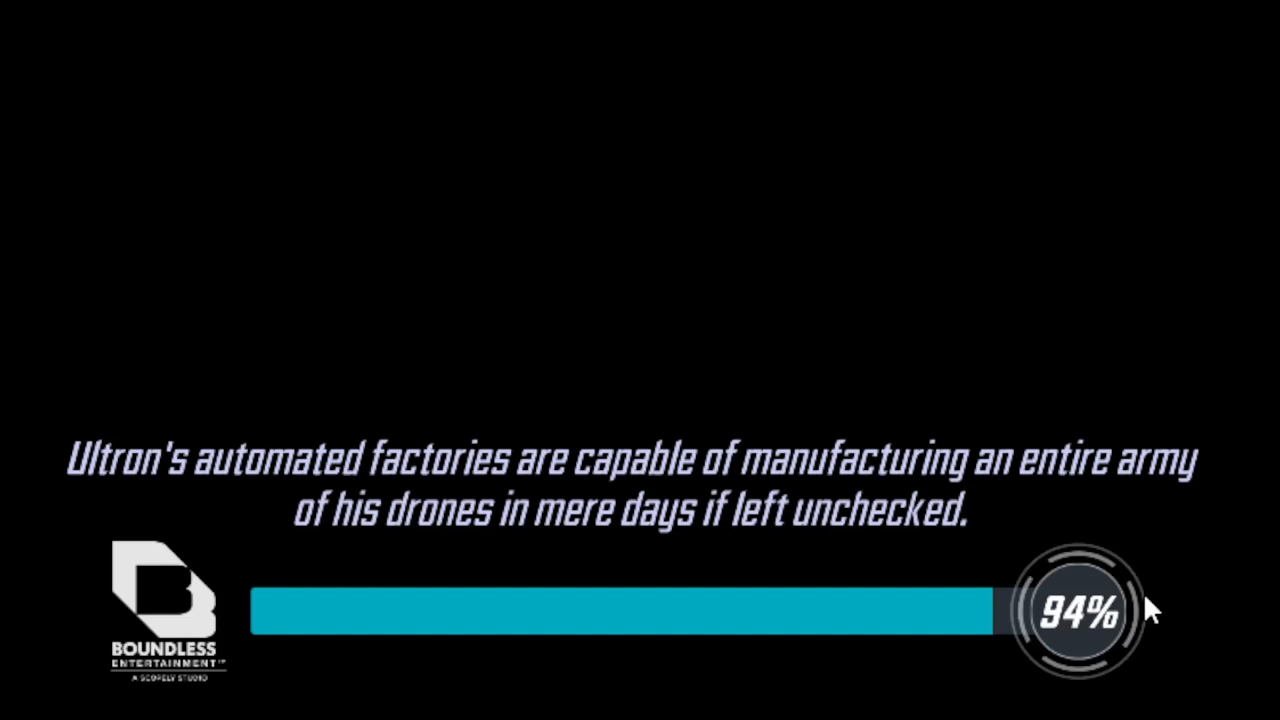 Ultron's automated factories are capable of manufacturing an entire army
of his drones in mere days if left unchecked.
94%
BOUNDLESS
ENTERTAINMENT™
A SCOPELY STUDIO